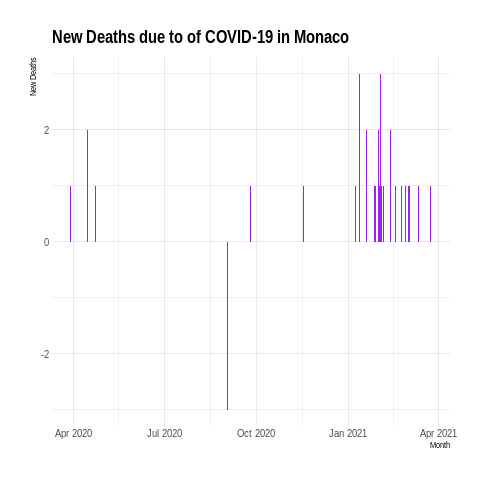 New Deaths due to of COVID-19 in Monaco
New Deaths
2
0
-2
Apr 2020
Jul 2020
Oct 2020
Jan 2021
Apr 2021
Month